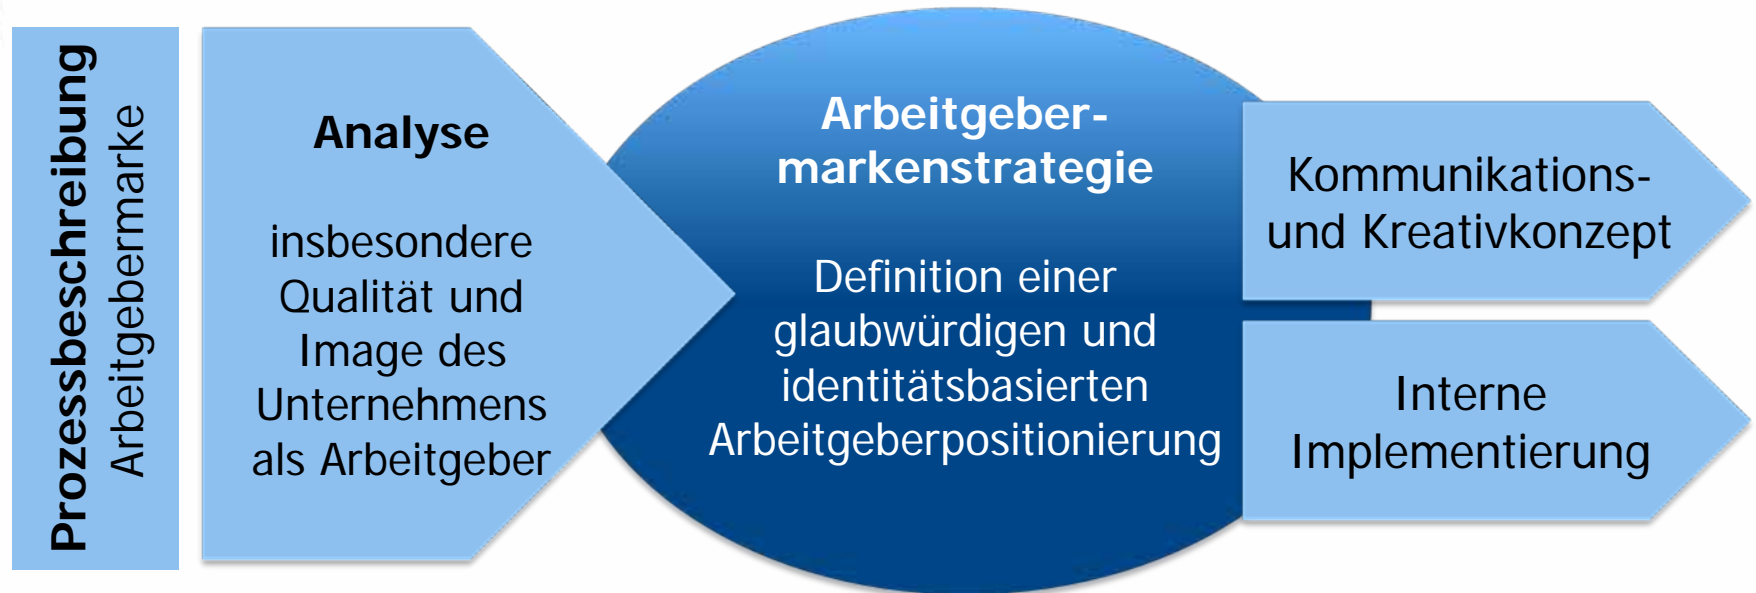 Prozessbeschreibung
Arbeitgebermarke
Analyse
insbesondere
Qualität und
Image des
Unternehmens
als Arbeitgeber
Arbeitgeber-
markenstrategie
Definition einer
glaubwürdigen und
identitätsbasierten
Arbeitgeberpositionierung
Kommunikations-
und Kreativkonzept
Interne
Implementierung